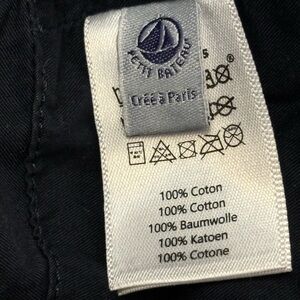 PETIT BATEAU
Créé à Paris
100% Coton
100% Cotton
100% Baumwolle
100% Katoen
100% Cotone